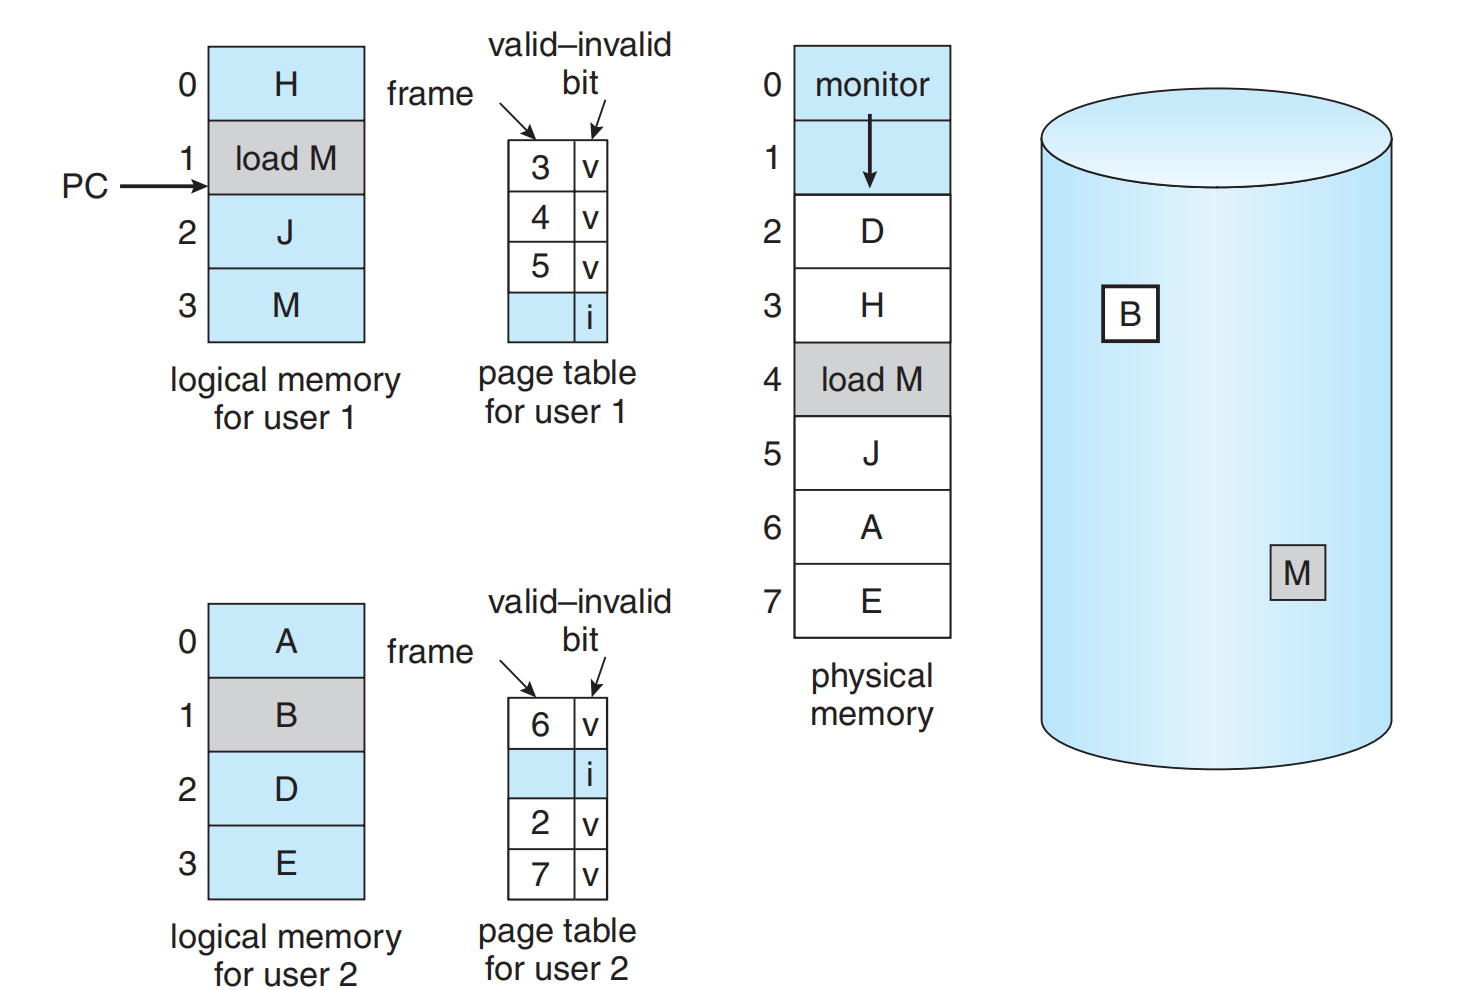 0 H
1 load M
PC
2 J
3 M
logical memory
for user 1
valid–invalid
bit
frame
3 v
4 v
5 v
i
page table
for user 1
0 A
1 B
2 D
3 E
logical memory
for user 2
valid–invalid
bit
frame
6 v
i
2 v
7 v
page table
for user 2
0 monitor
1
2 D
3 H
4 load M
5 J
6 A
7 E
physical
memory
B
M